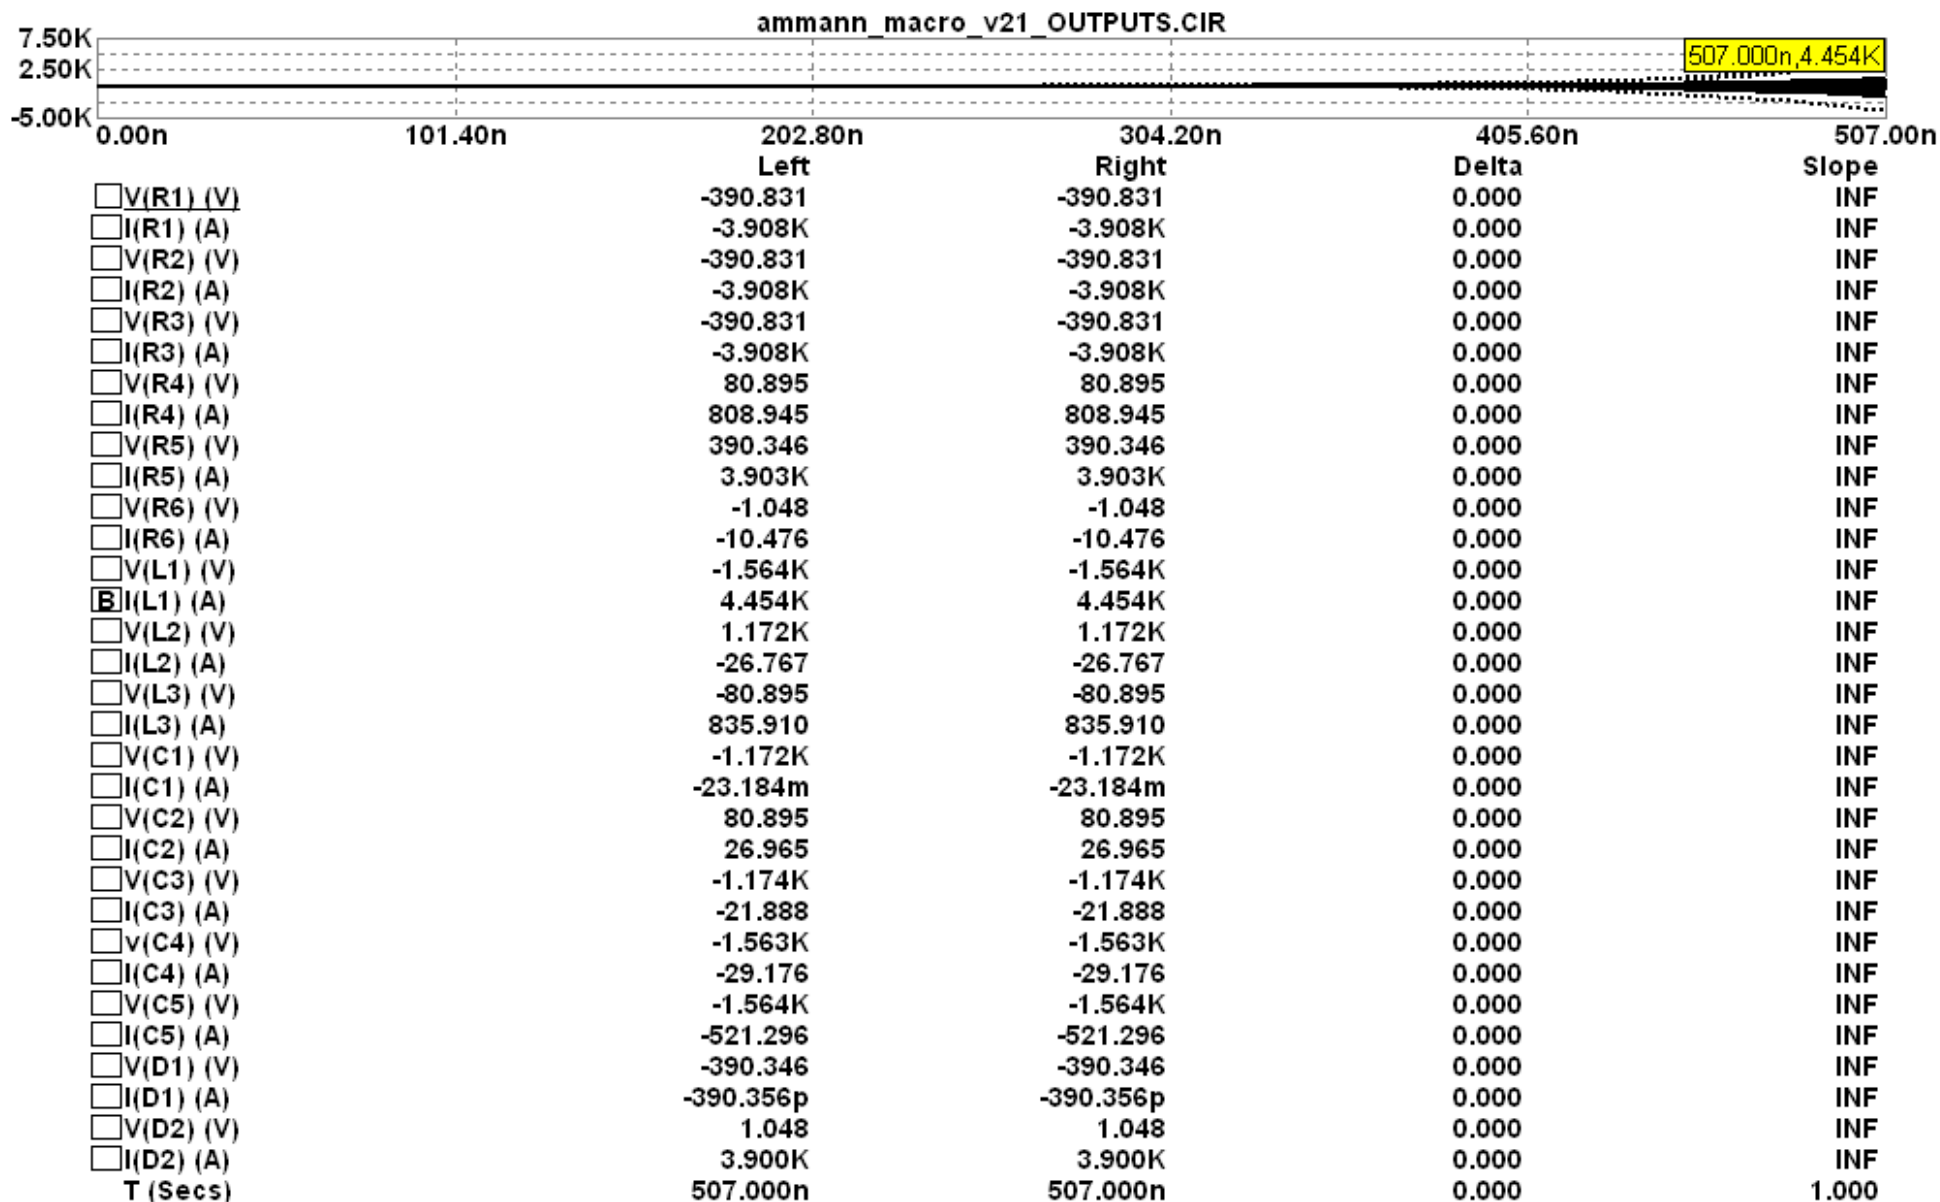 ammann_macro_v21_OUTPUTS.CIR
7.50K
507.000n,4.454K
2.50K
-5.00K
0.00n 101.40n 202.80n 304.20n 405.60n 507.00n
Left Right Delta Slope
V(R1) (V) -390.831 -390.831 0.000 INF
I(R1) (A) -3.908K -3.908K 0.000 INF
V(R2) (V) -390.831 -390.831 0.000 INF
I(R2) (A) -3.908K -3.908K 0.000 INF
V(R3) (V) -390.831 -390.831 0.000 INF
I(R3) (A) -3.908K -3.908K 0.000 INF
V(R4) (V) 80.895 80.895 0.000 INF
I(R4) (A) 808.945 808.945 0.000 INF
V(R5) (V) 390.346 390.346 0.000 INF
I(R5) (A) 3.903K 3.903K 0.000 INF
V(R6) (V) -1.048 -1.048 0.000 INF
I(R6) (A) -10.476 -10.476 0.000 INF
V(L1) (V) -1.564K -1.564K 0.000 INF
B I(L1) (A) 4.454K 4.454K 0.000 INF
V(L2) (V) 1.172K 1.172K 0.000 INF
I(L2) (A) -26.767 -26.767 0.000 INF
V(L3) (V) -80.895 -80.895 0.000 INF
I(L3) (A) 835.910 835.910 0.000 INF
V(C1) (V) -1.172K -1.172K 0.000 INF
I(C1) (A) -23.184m -23.184m 0.000 INF
V(C2) (V) 80.895 80.895 0.000 INF
I(C2) (A) 26.965 26.965 0.000 INF
V(C3) (V) -1.174K -1.174K 0.000 INF
I(C3) (A) -21.888 -21.888 0.000 INF
v(C4) (V) -1.563K -1.563K 0.000 INF
I(C4) (A) -29.176 -29.176 0.000 INF
V(C5) (V) -1.564K -1.564K 0.000 INF
I(C5) (A) -521.296 -521.296 0.000 INF
V(D1) (V) -390.346 -390.346 0.000 INF
I(D1) (A) -390.356p -390.356p 0.000 INF
V(D2) (V) 1.048 1.048 0.000 INF
I(D2) (A) 3.900K 3.900K 0.000 INF
T (Secs) 507.000n 507.000n 0.000 1.000